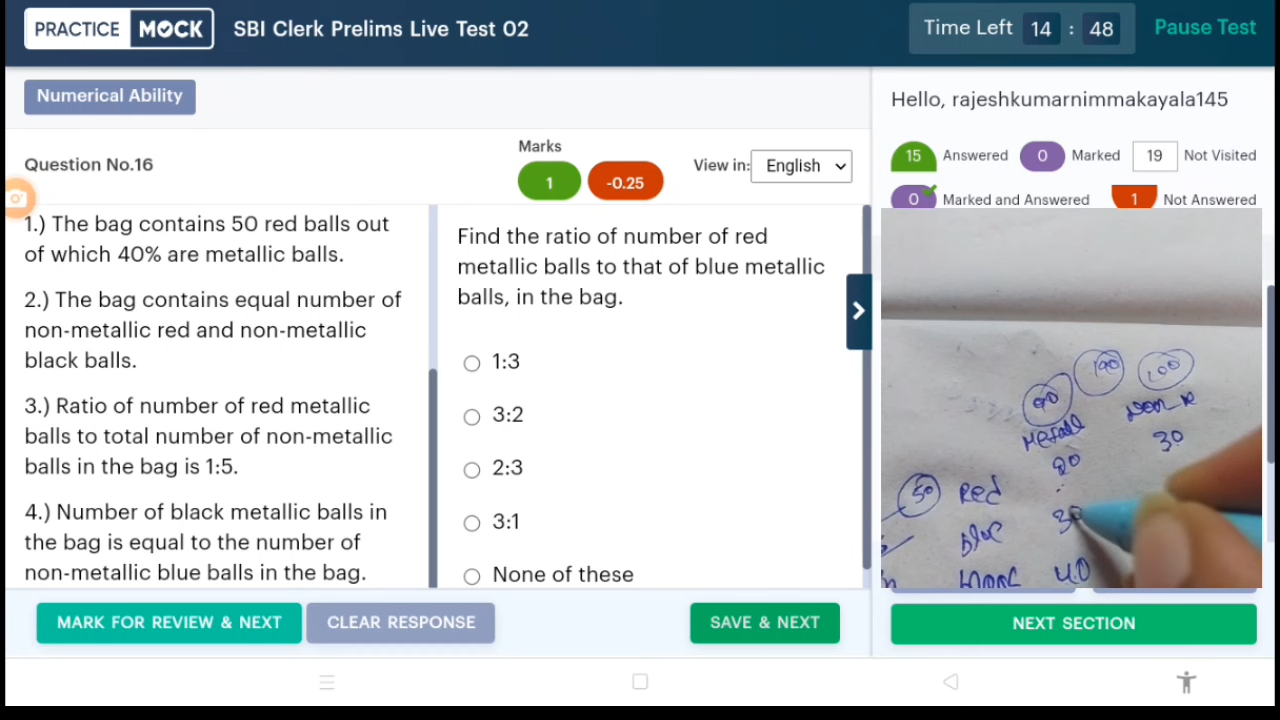 PRACTICE MOCK SBI Clerk Prelims Live Test 02 Time Left 14 : 48 Pause Test
Numerical Ability
Hello, rajeshkumarnimmakayala145
Question No.16
Marks
1 -0.25
View in: English
15 Answered 0 Marked 19 Not Visited
0 Marked and Answered 1 Not Answered
1.) The bag contains 50 red balls out
of which 40% are metallic balls.
2.) The bag contains equal number of
non-metallic red and non-metallic
black balls.
3.) Ratio of number of red metallic
balls to total number of non-metallic
balls in the bag is 1:5.
4.) Number of black metallic balls in
the bag is equal to the number of
non-metallic blue balls in the bag.
Find the ratio of number of red
metallic balls to that of blue metallic
balls, in the bag.
1:3
3:2
2:3
3:1
None of these
190 100
90
Metall
20 30
50 Red
blue 30
40
MARK FOR REVIEW & NEXT CLEAR RESPONSE SAVE & NEXT NEXT SECTION